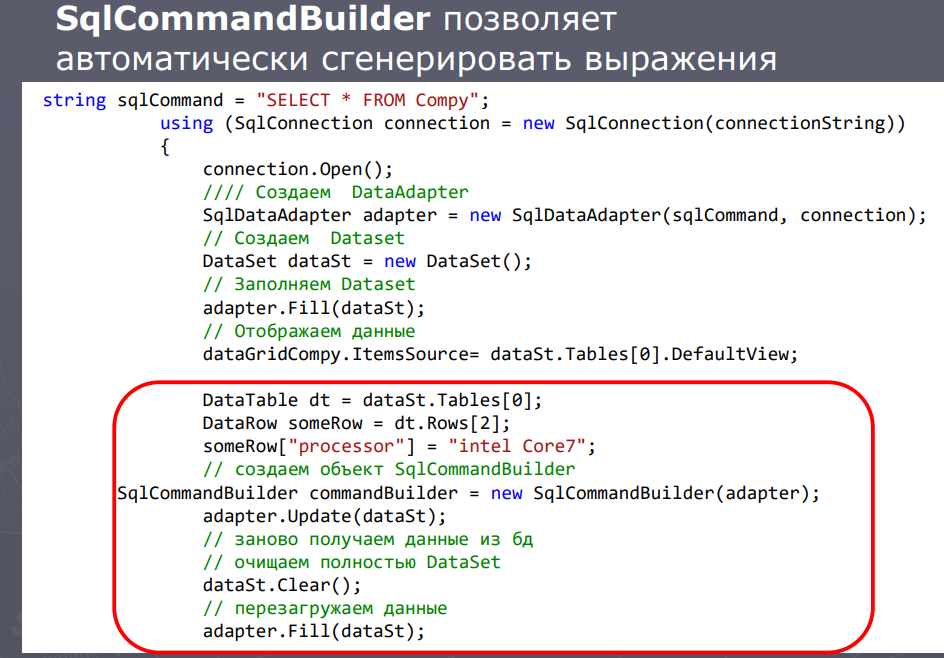 SqlCommandBuilder позволяет
автоматически сгенерировать выражения
string sqlCommand = "SELECT * FROM Compy";
using (SqlConnection connection = new SqlConnection(connectionString))
{
connection.Open();
//// Создаем  DataAdapter
SqlDataAdapter adapter = new SqlDataAdapter(sqlCommand, connection);
// Создаем  Dataset
DataSet dataSt = new DataSet();
// Заполняем Dataset
adapter.Fill(dataSt);
// Отображаем данные
dataGridCompy.ItemsSource= dataSt.Tables[0].DefaultView;
DataTable dt = dataSt.Tables[0];
DataRow someRow = dt.Rows[2];
someRow["processor"] = "intel Core7";
// создаем объект SqlCommandBuilder
SqlCommandBuilder commandBuilder = new SqlCommandBuilder(adapter);
adapter.Update(dataSt);
// заново получаем данные из бд
// очищаем полностью DataSet
dataSt.Clear();
// перезагружаем данные
adapter.Fill(dataSt);